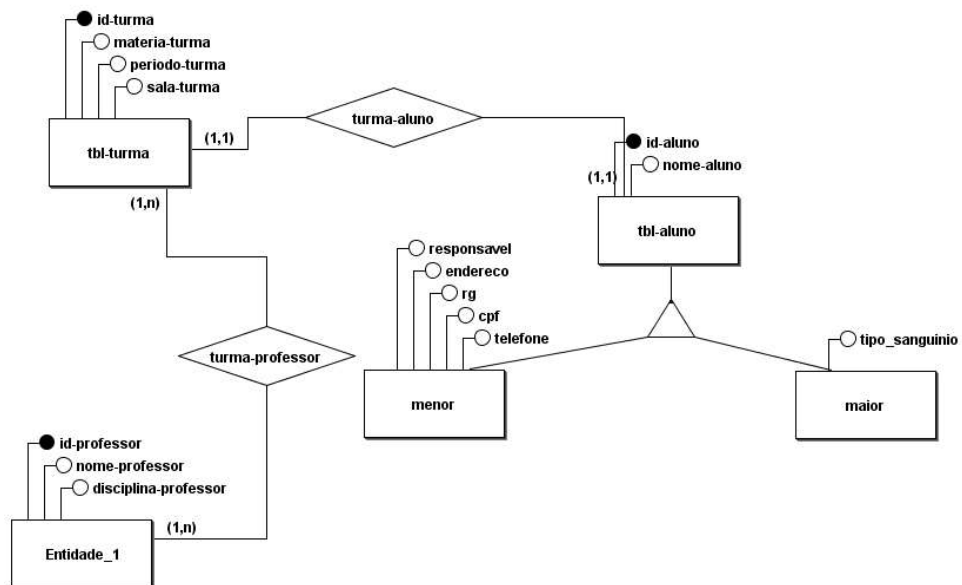 id-turma
materia-turma
periodo-turma
sala-turma
tbl-turma
(1,1)
turma-aluno
id-aluno
nome-aluno
(1,1)
tbl-aluno
(1,n)
responsavel
endereco
rg
cpf
telefone
menor
tipo_sanguinio
maior
turma-professor
id-professor
nome-professor
disciplina-professor
(1,n)
Entidade_1